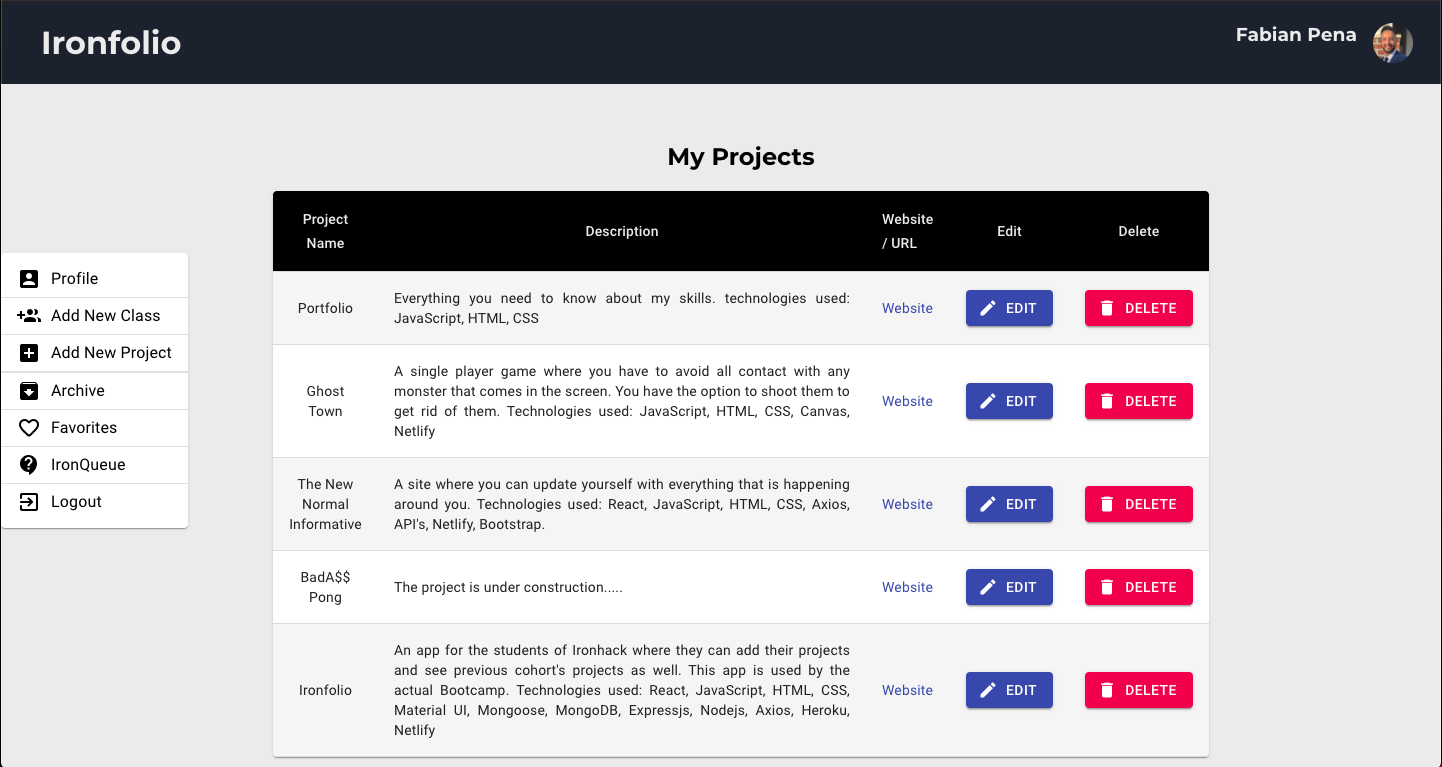 Ironfolio
Fabian Pena
My Projects
Project
Name
Description
Website
/ URL
Edit
Delete
Profile
Add New Class
Add New Project
Archive
Favorites
IronQueue
Logout
Portfolio
Everything you need to know about my skills. technologies used:
JavaScript, HTML, CSS
Website
EDIT
DELETE
Ghost
Town
A single player game where you have to avoid all contact with any
monster that comes in the screen. You have the option to shoot them to
get rid of them. Technologies used: JavaScript, HTML, CSS, Canvas,
Netlify
Website
EDIT
DELETE
The New
Normal
Informative
A site where you can update yourself with everything that is happening
around you. Technologies used: React, JavaScript, HTML, CSS, Axios,
API's, Netlify, Bootstrap.
Website
EDIT
DELETE
BadA$$
Pong
The project is under construction.....
Website
EDIT
DELETE
Ironfolio
An app for the students of Ironhack where they can add their projects
and see previous cohort's projects as well. This app is used by the
actual Bootcamp. Technologies used: React, JavaScript, HTML, CSS,
Material UI, Mongoose, MongoDB, Expressjs, Nodejs, Axios, Heroku,
Netlify
Website
EDIT
DELETE